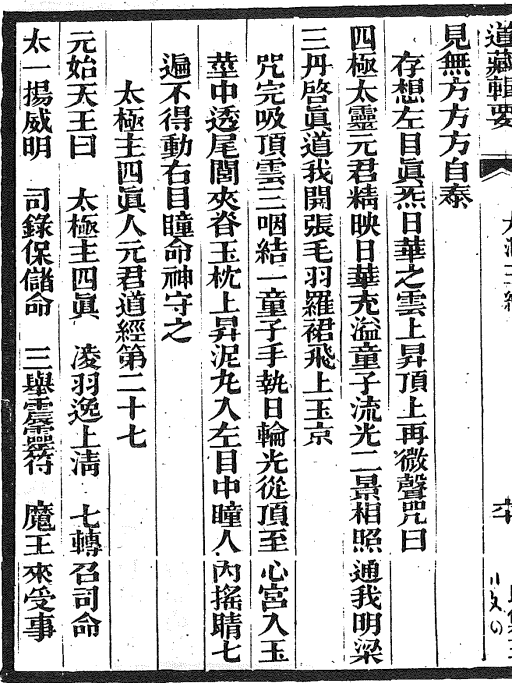 道藏輯要
見無方方方自泰
存想左目眞炁日華之雲上昇頂上再微聲咒曰
四極太靈元君精映日華充溢童子流光二景相照 通我明梁
三丹啓眞道我開張毛羽羅裙飛上玉京
咒完吸頂雲三咽結一童子手執日輪光從頂至心宮入玉
莖中透尾閭夾脊玉枕上昇泥丸入左目中瞳人內搖睛七
遍不得動右目瞳命神守之
太極主四眞人元君道經第二十七
元始天王曰 太極主四眞 凌羽逸上清 七轉召司命
太一揚威明 司錄保儲命 三舉 符 魔王來受事